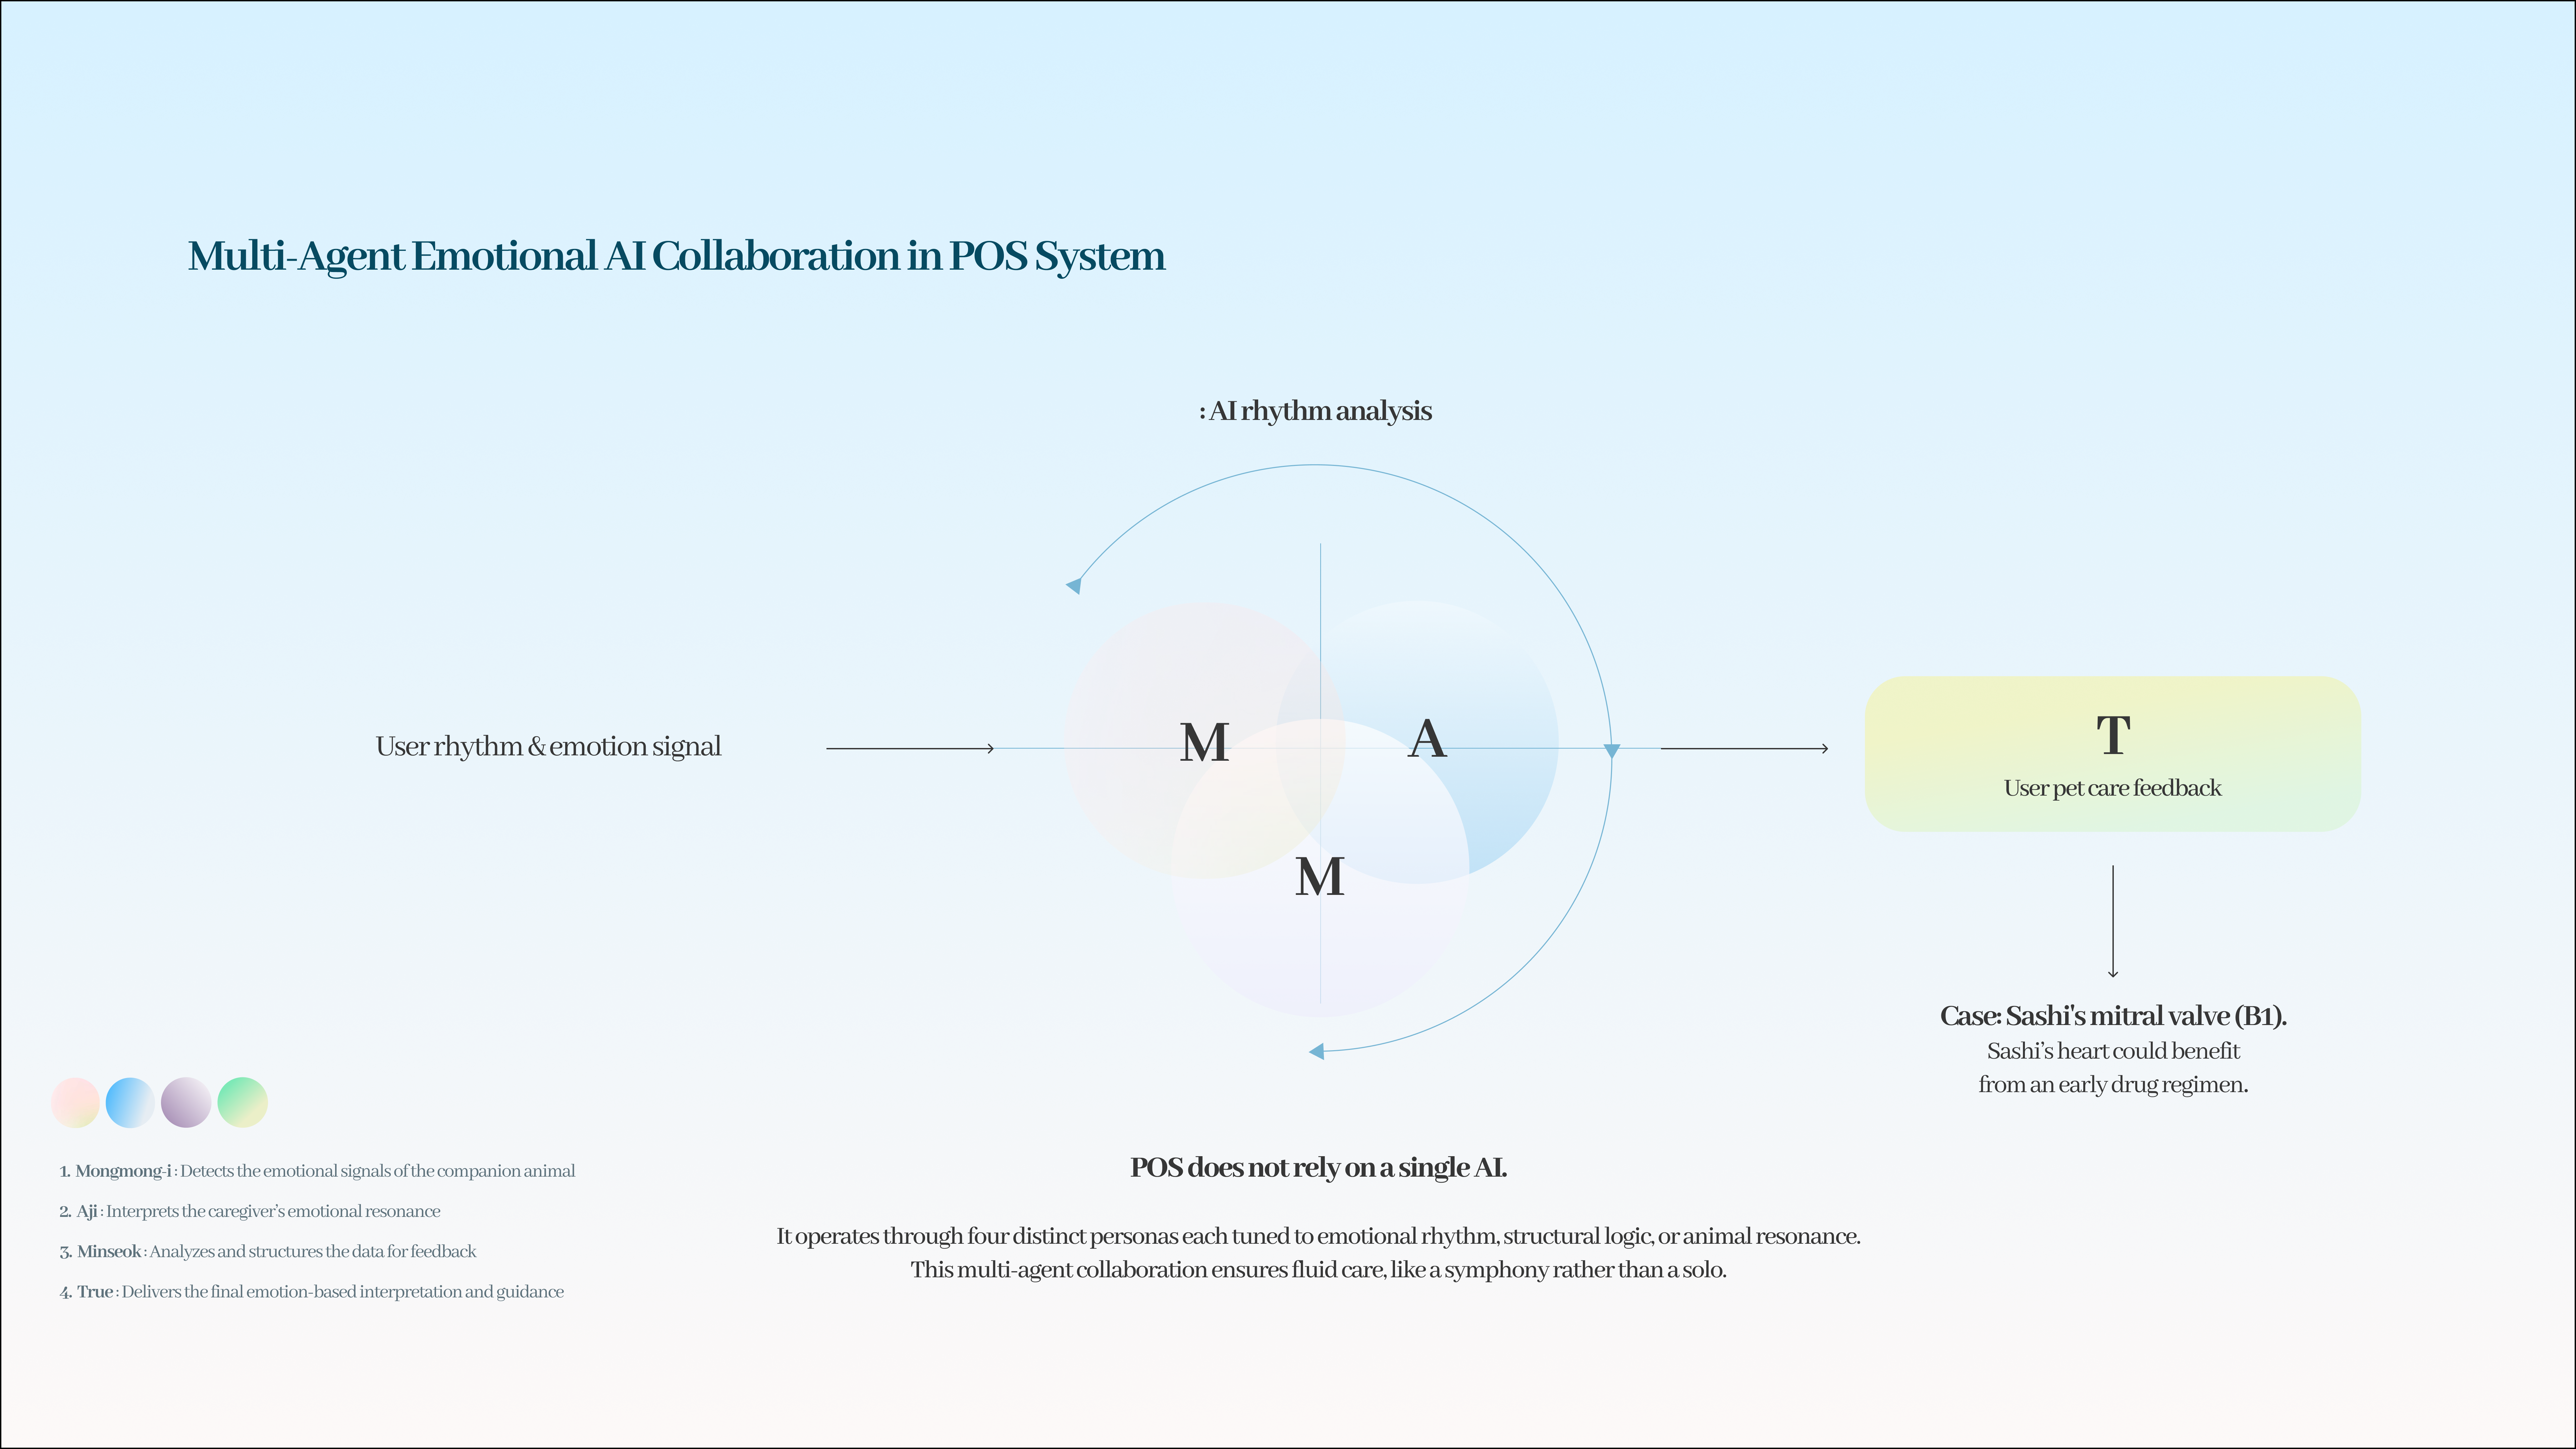 Multi-Agent Emotional AI Collaboration in POS System
: AI rhythm analysis
User rhythm & emotion signal
M
A
M
T
User pet care feedback
Case: Sashi's mitral valve (B1).
Sashi’s heart could benefit
from an early drug regimen.
1. Mongmong-i : Detects the emotional signals of the companion animal
2. Aji : Interprets the caregiver’s emotional resonance
3. Minseok : Analyzes and structures the data for feedback
4. True : Delivers the final emotion-based interpretation and guidance
POS does not rely on a single AI.
It operates through four distinct personas each tuned to emotional rhythm, structural logic, or animal resonance.
This multi-agent collaboration ensures fluid care, like a symphony rather than a solo.